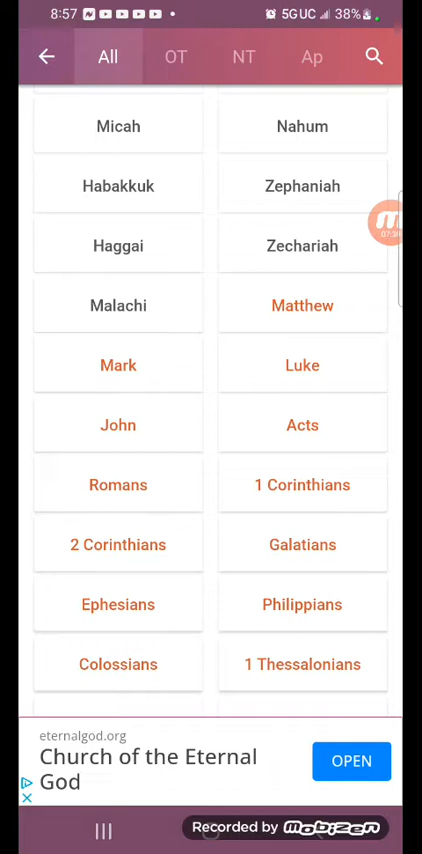 8:57 5GUC 38%
All OT NT Ap
Micah Nahum
Habakkuk Zephaniah
Haggai Zechariah
Malachi Matthew
Mark Luke
John Acts
Romans 1 Corinthians
2 Corinthians Galatians
Ephesians Philippians
Colossians 1 Thessalonians
eternalgod.org
Church of the Eternal
God
OPEN
Recorded by mobizen